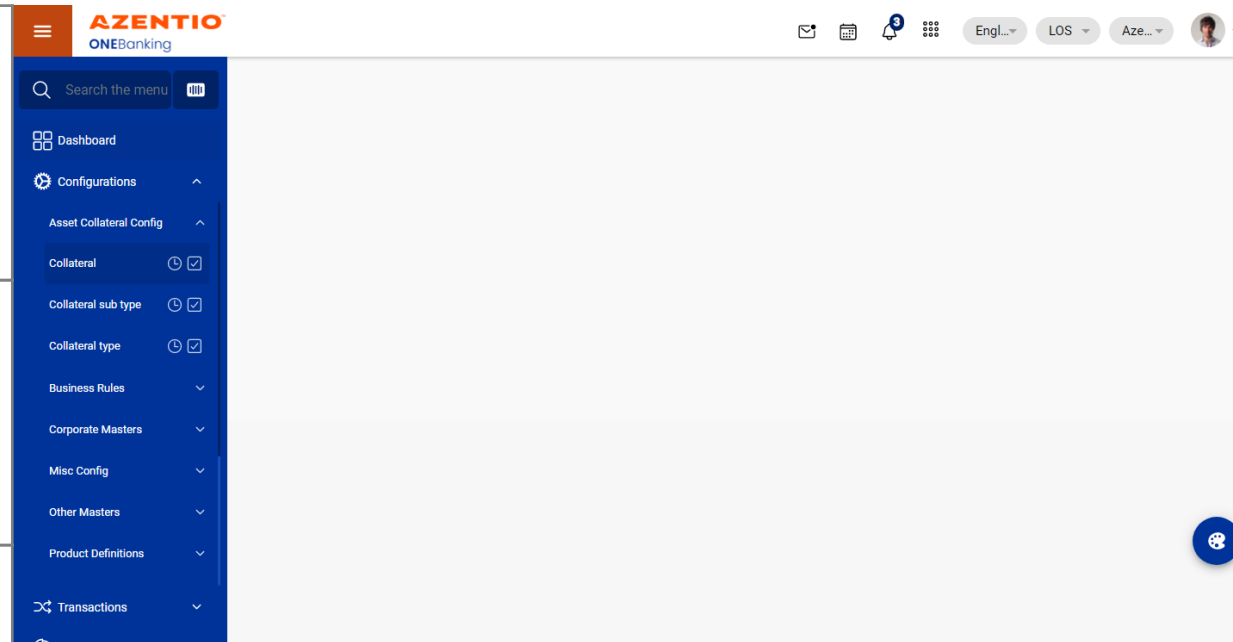 AZENTIO
ONEBanking
3
Engl...
LOS
Aze...
Search the menu
Dashboard
Configurations
Asset Collateral Config
Collateral
Collateral sub type
Collateral type
Business Rules
Corporate Masters
Misc Config
Other Masters
Product Definitions
Transactions